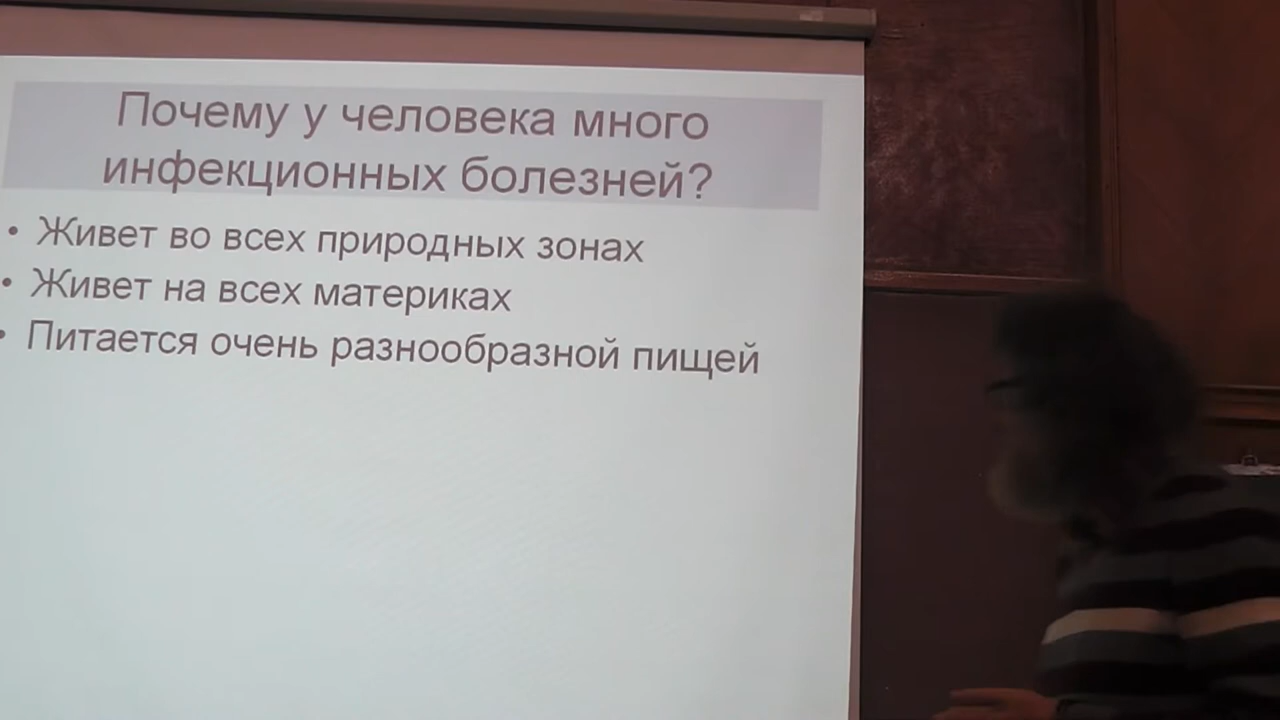 Почему у человека много
инфекционных болезней?
• Живет во всех природных зонах
• Живет на всех материках
• Питается очень разнообразной пищей